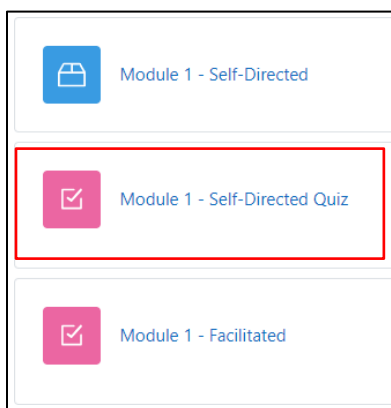 Module 1 - Self-Directed
Module 1 - Self-Directed Quiz
Module 1 - Facilitated